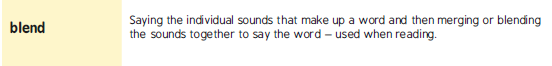 blend
Saying the individual sounds that make up a word and then merging or blending
the sounds together to say the word – used when reading.